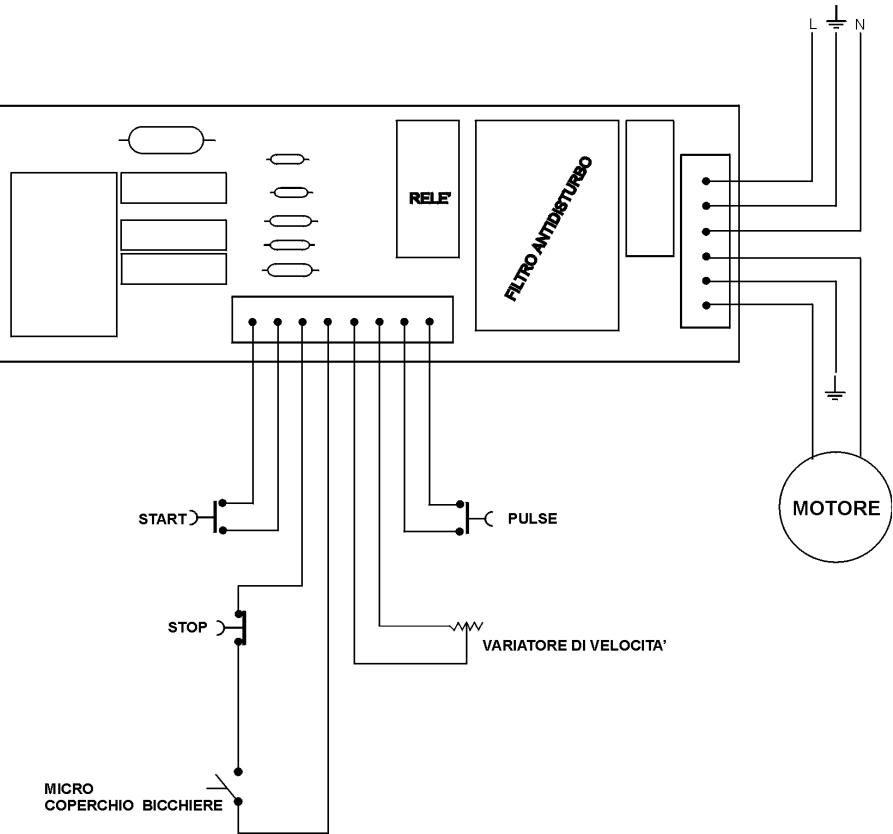 L N
RELE'
FILTRO ANTIDISTURBO
START
PULSE
MOTORE
STOP
VARIATORE DI VELOCITA'
MICRO
COPERCHIO BICCHIERE